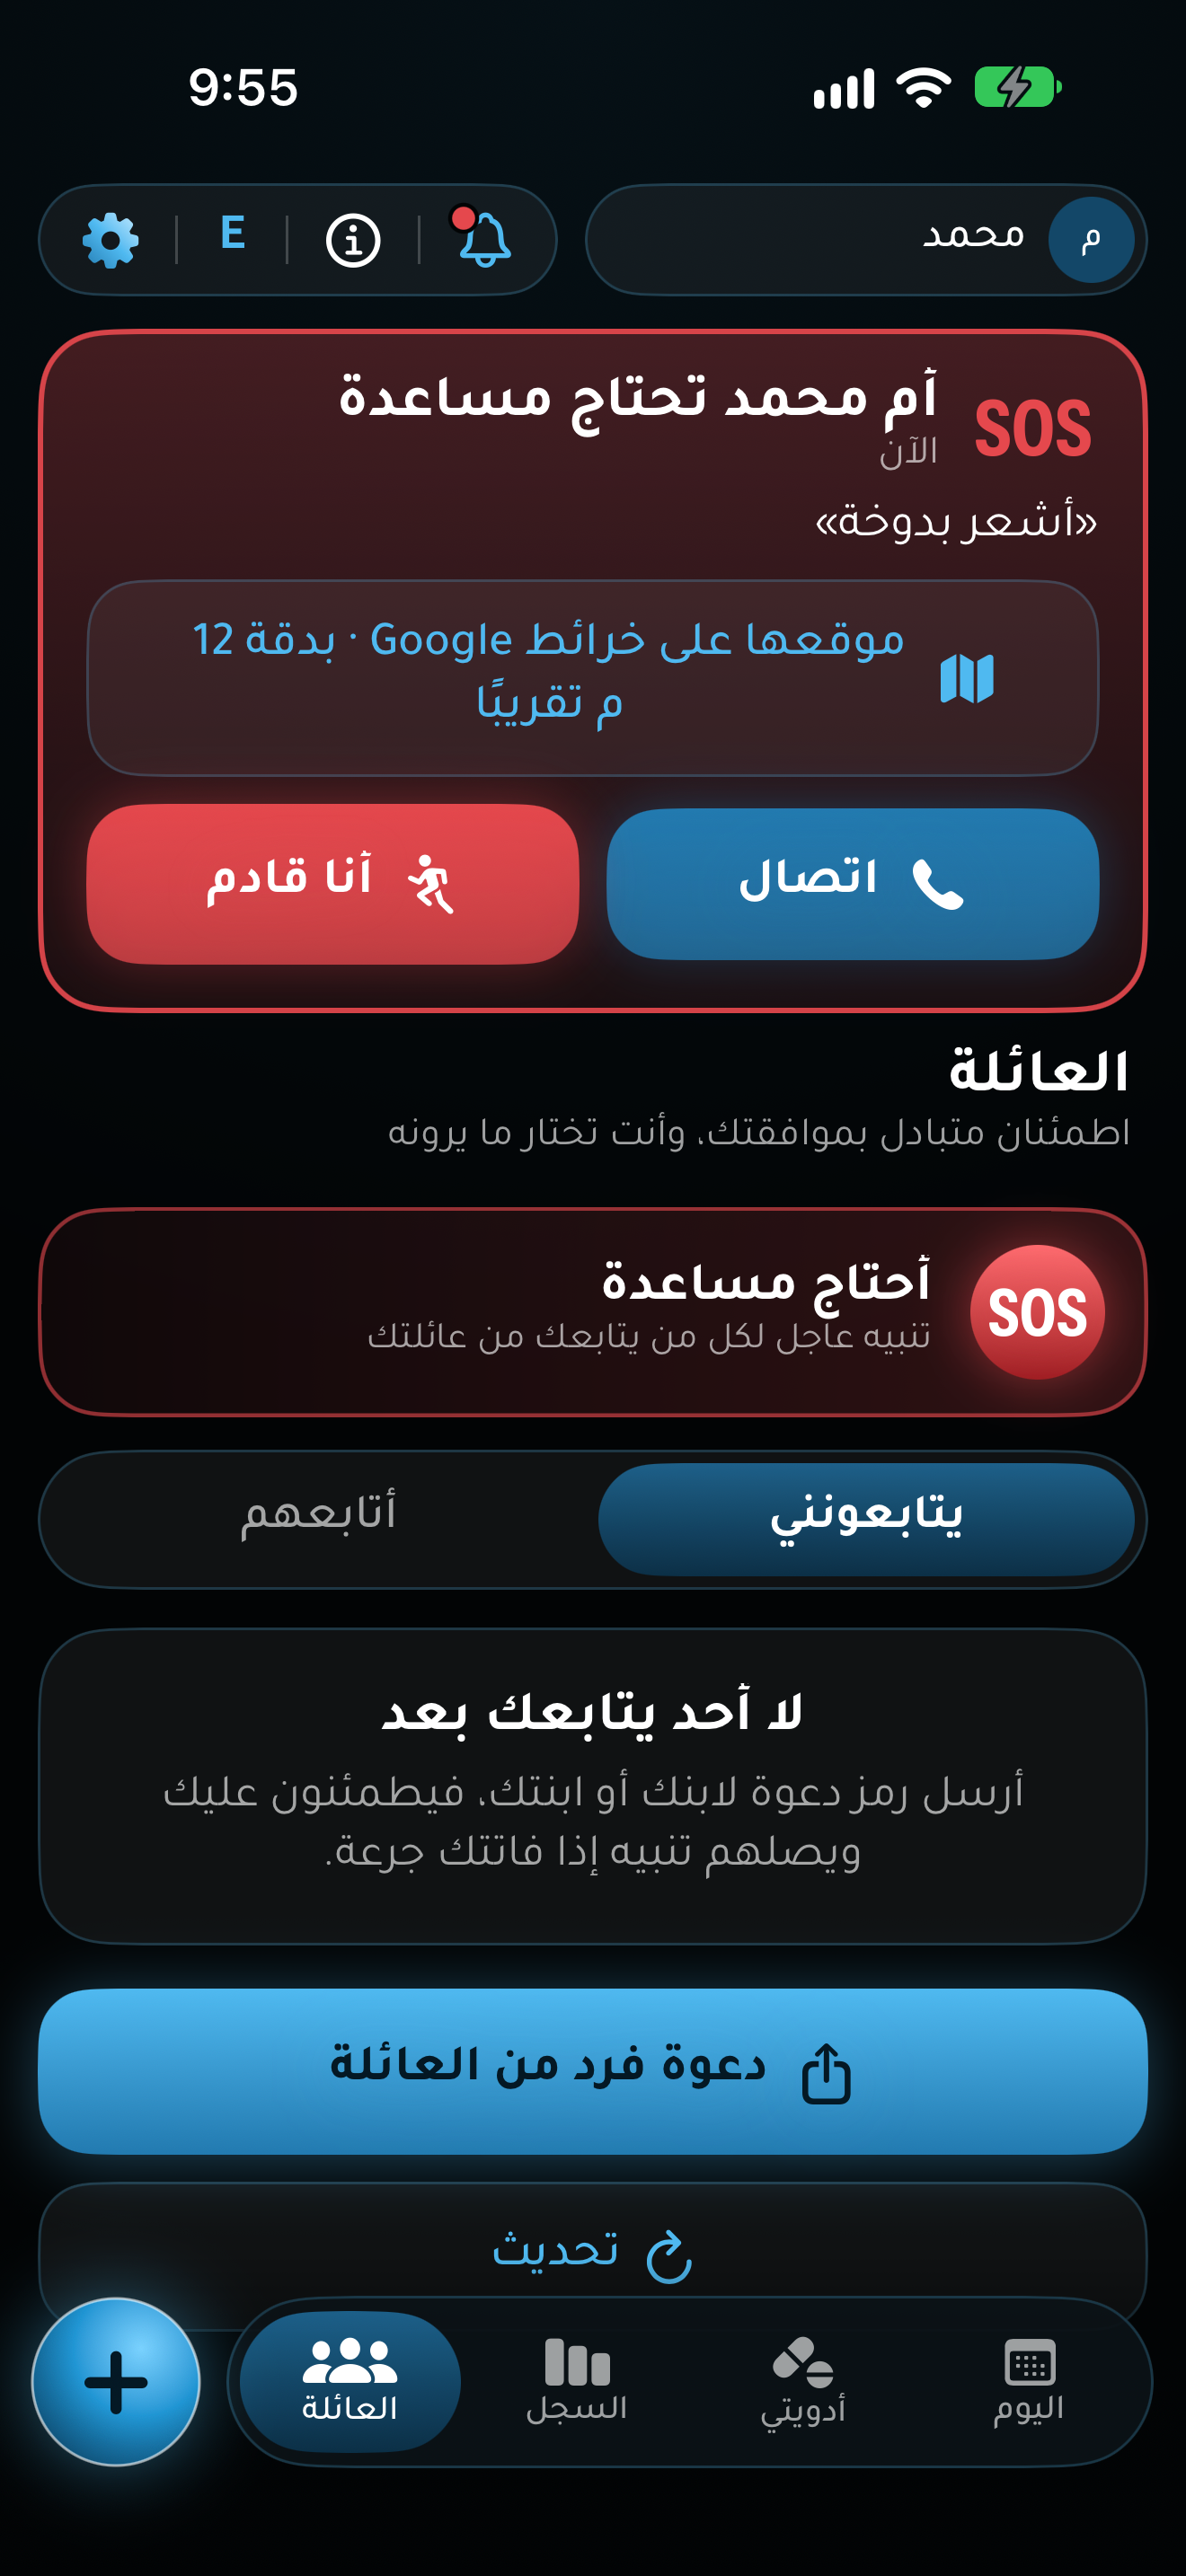 9:55
م محمد
E
SOS أم محمد تحتاج مساعدة
الآن
«أشعر بدوخة»
موقعها على خرائط Google · بدقة 12
م تقريبًا
اتصال
أنا قادم
العائلة
اطمئنان متبادل بموافقتك، وأنت تختار ما يرونه
SOS أحتاج مساعدة
تنبيه عاجل لكل من يتابعك من عائلتك
يتابعونني
أتابعهم
لا أحد يتابعك بعد
أرسل رمز دعوة لابنك أو ابنتك، فيطمئنون عليك
ويصلهم تنبيه إذا فاتتك جرعة.
دعوة فرد من العائلة
تحديث
اليوم
أدويتي
السجل
العائلة